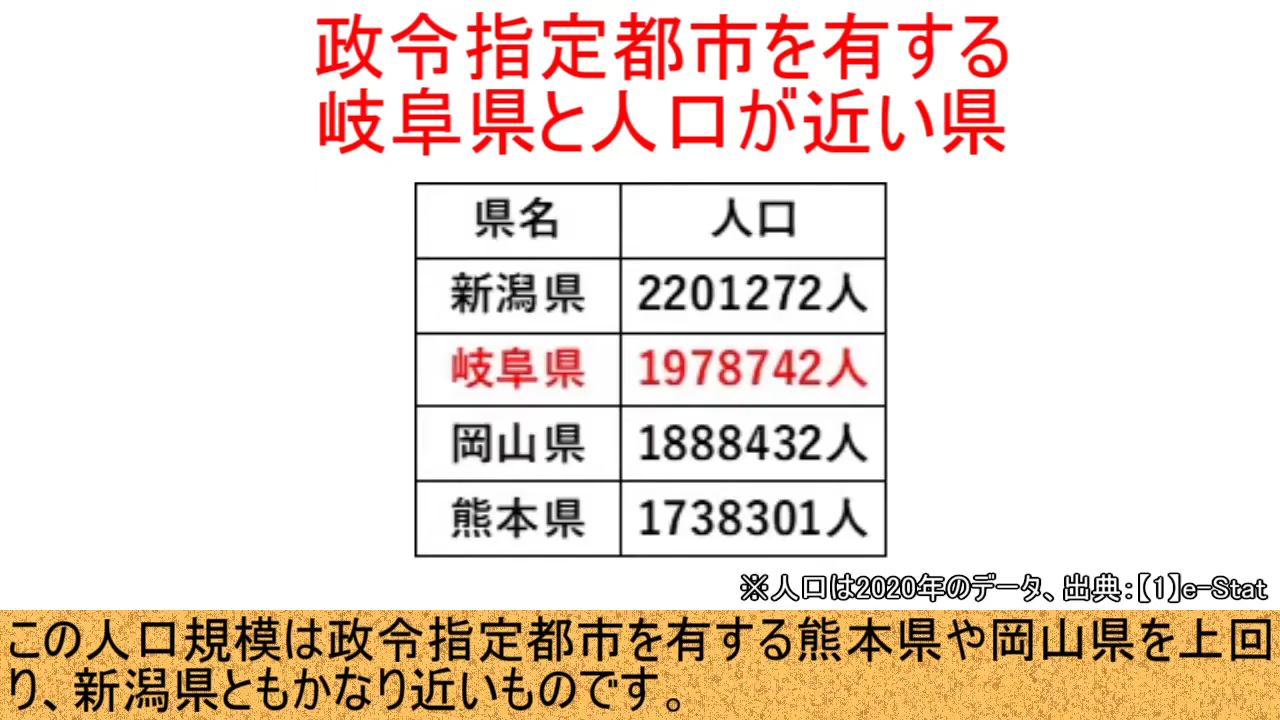 政令指定都市を有する
岐阜県と人口が近い県
県名 人口
新潟県 2201272人
岐阜県 1978742人
岡山県 1888432人
熊本県 1738301人
※人口は2020年のデータ、出典：【1】e-Stat
この人口規模は政令指定都市を有する熊本県や岡山県を上回
り、新潟県ともかなり近いものです。